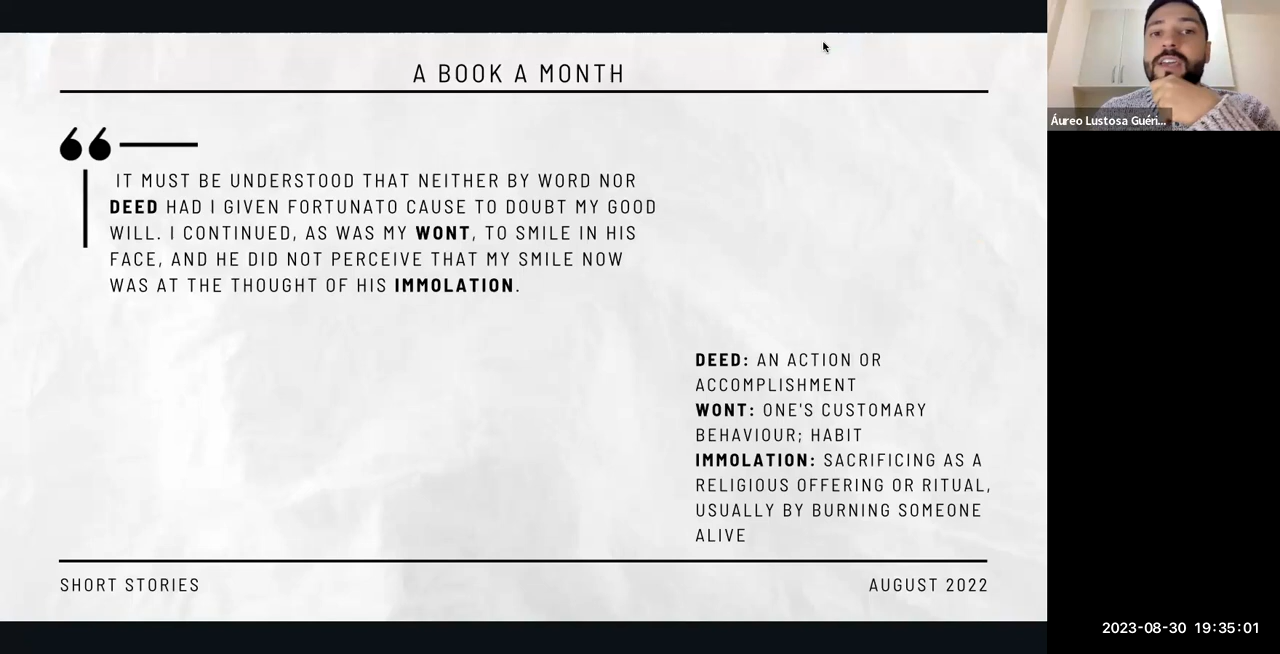 A BOOK A MONTH
IT MUST BE UNDERSTOOD THAT NEITHER BY WORD NOR
DEED HAD I GIVEN FORTUNATO CAUSE TO DOUBT MY GOOD
WILL. I CONTINUED, AS WAS MY WONT, TO SMILE IN HIS
FACE, AND HE DID NOT PERCEIVE THAT MY SMILE NOW
WAS AT THE THOUGHT OF HIS IMMOLATION.
DEED: AN ACTION OR
ACCOMPLISHMENT
WONT: ONE'S CUSTOMARY
BEHAVIOUR; HABIT
IMMOLATION: SACRIFICING AS A
RELIGIOUS OFFERING OR RITUAL,
USUALLY BY BURNING SOMEONE
ALIVE
SHORT STORIES
AUGUST 2022
Áureo Lustosa Guéri...
2023-08-30 19:35:01